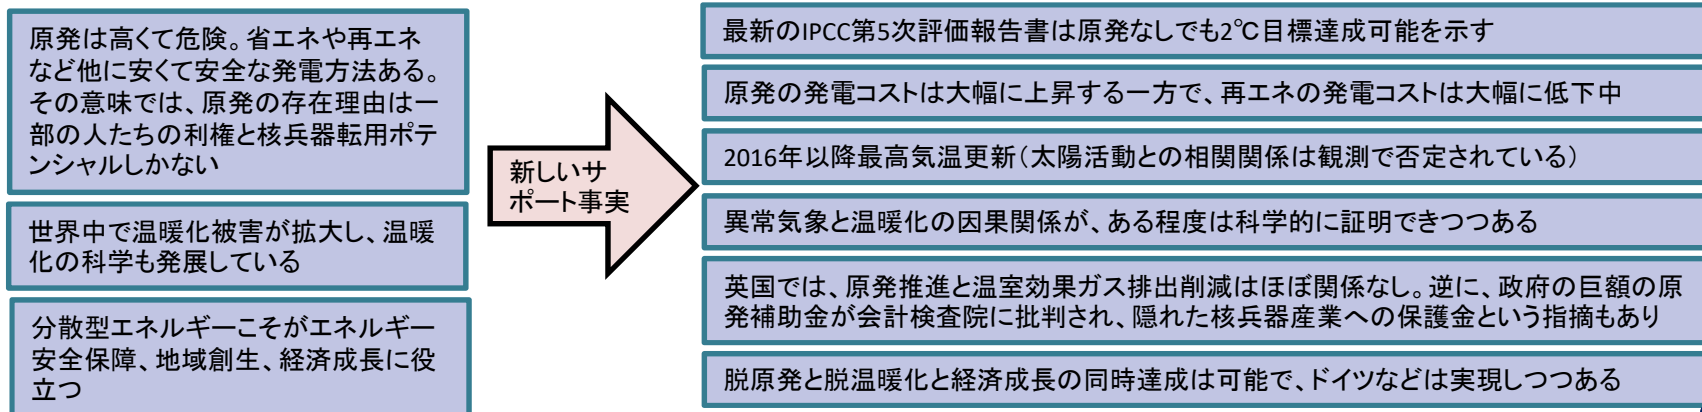 原発は高くて危険。省エネや再エネ
など他に安くて安全な発電方法ある。
その意味では、原発の存在理由は一
部の人たちの利権と核兵器転用ポテ
ンシャルしかない
世界中で温暖化被害が拡大し、温暖
化の科学も発展している
分散型エネルギーこそがエネルギー
安全保障、地域創生、経済成長に役
立つ
新しいサ
ポート事実
最新のIPCC第5次評価報告書は原発なしでも2℃目標達成可能を示す
原発の発電コストは大幅に上昇する一方で、再エネの発電コストは大幅に低下中
2016年以降最高気温更新（太陽活動との相関関係は観測で否定されている）
異常気象と温暖化の因果関係が、ある程度は科学的に証明できつつある
英国では、原発推進と温室効果ガス排出削減はほぼ関係なし。逆に、政府の巨額の原
発補助金が会計検査院に批判され、隠れた核兵器産業への保護金という指摘もあり
脱原発と脱温暖化と経済成長の同時達成は可能で、ドイツなどは実現しつつある